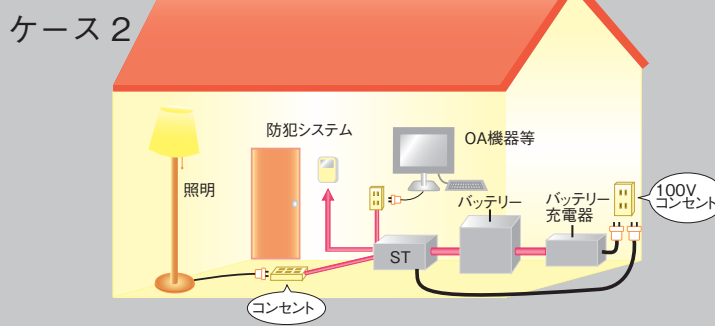 ケース2
防犯システム
OA機器等
照明
バッテリー
バッテリー
充電器
100V
コンセント
ST
コンセント